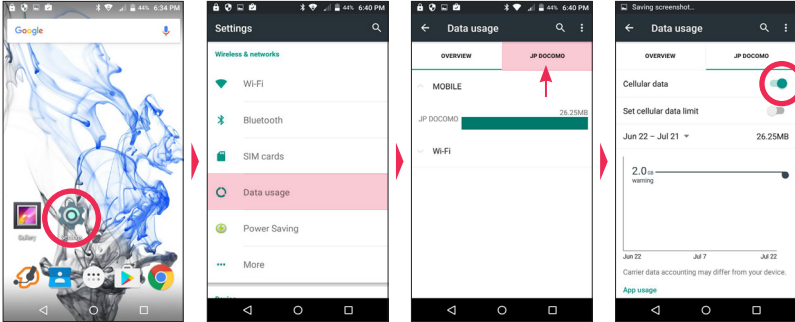 44% 6:34 PM
Google
Gallery
Settings
44% 6:40 PM
Settings
Wireless & networks
Wi-Fi
Bluetooth
SIM cards
Data usage
Power Saving
More
Device
44% 6:40 PM
Data usage
OVERVIEW JP DOCOMO
MOBILE
26.25MB
JP DOCOMO
Wi-Fi
Saving screenshot...
Data usage
OVERVIEW JP DOCOMO
Cellular data
Set cellular data limit
Jun 22 – Jul 21 26.25MB
2.0GB
warning
Jun 22 Jul 7 Jul 22
Carrier data accounting may differ from your device.
App usage